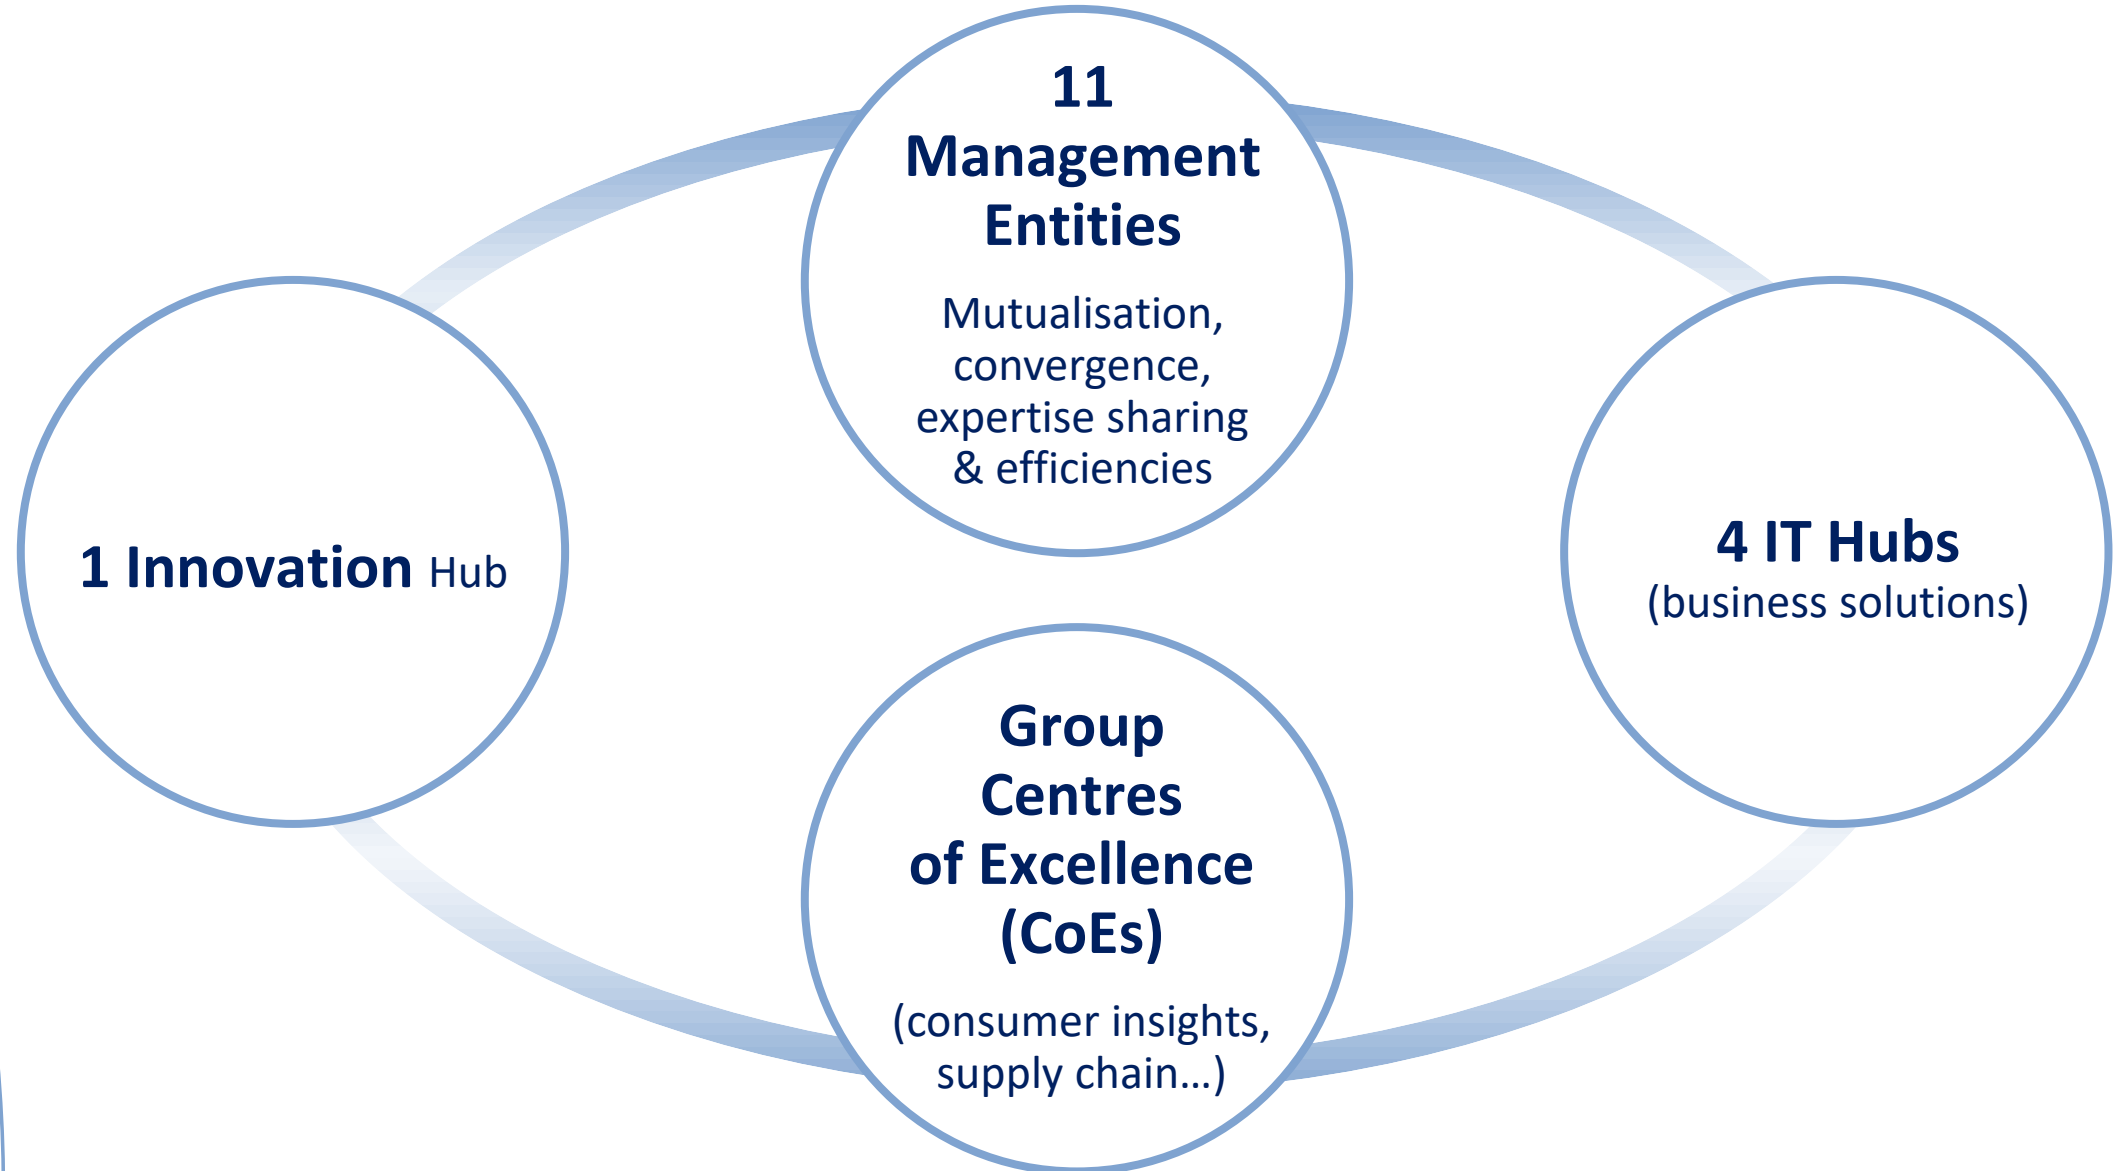 11
Management
Entities
Mutualisation,
convergence,
expertise sharing
& efficiencies
1 Innovation Hub
4 IT Hubs
(business solutions)
Group
Centres
of Excellence
(CoEs)
(consumer insights,
supply chain…)